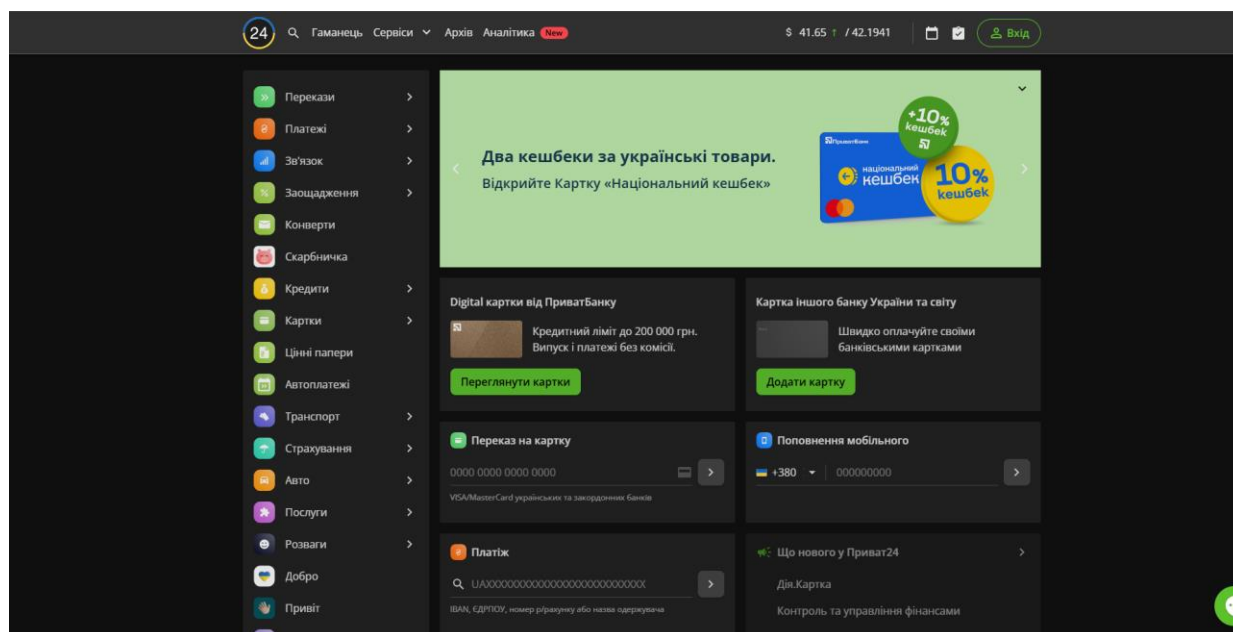 24 Гаманець Сервіси Архів Аналітика New $ 41.65 ↑ / 42.1941 Вхід
Перекази
Платежі
Зв'язок
Заощадження
Конверти
Скарбничка
Кредити
Картки
Цінні папери
Автоплатежі
Транспорт
Страхування
Авто
Послуги
Розваги
Добро
Привіт
Два кешбеки за українські товари.
Відкрийте Картку «Національний кешбек»
+10%
кешбек
ПриватБанк
національний
кешбек
10%
кешбек
Digital картки від ПриватБанку
Кредитний ліміт до 200 000 грн.
Випуск і платежі без комісії.
Переглянути картки
Картка іншого банку України та світу
Швидко оплачуйте своїми
банківськими картками
Додати картку
Переказ на картку
0000 0000 0000 0000
VISA/MasterCard українських та закордонних банків
Поповнення мобільного
+380 000000000
Платіж
UAXXXXXXXXXXXXXXXXXXXXXXXXXXX
IBAN, ЄДРПОУ, номер р/рахунку або назва одержувача
Що нового у Приват24
Дія.Картка
Контроль та управління фінансами